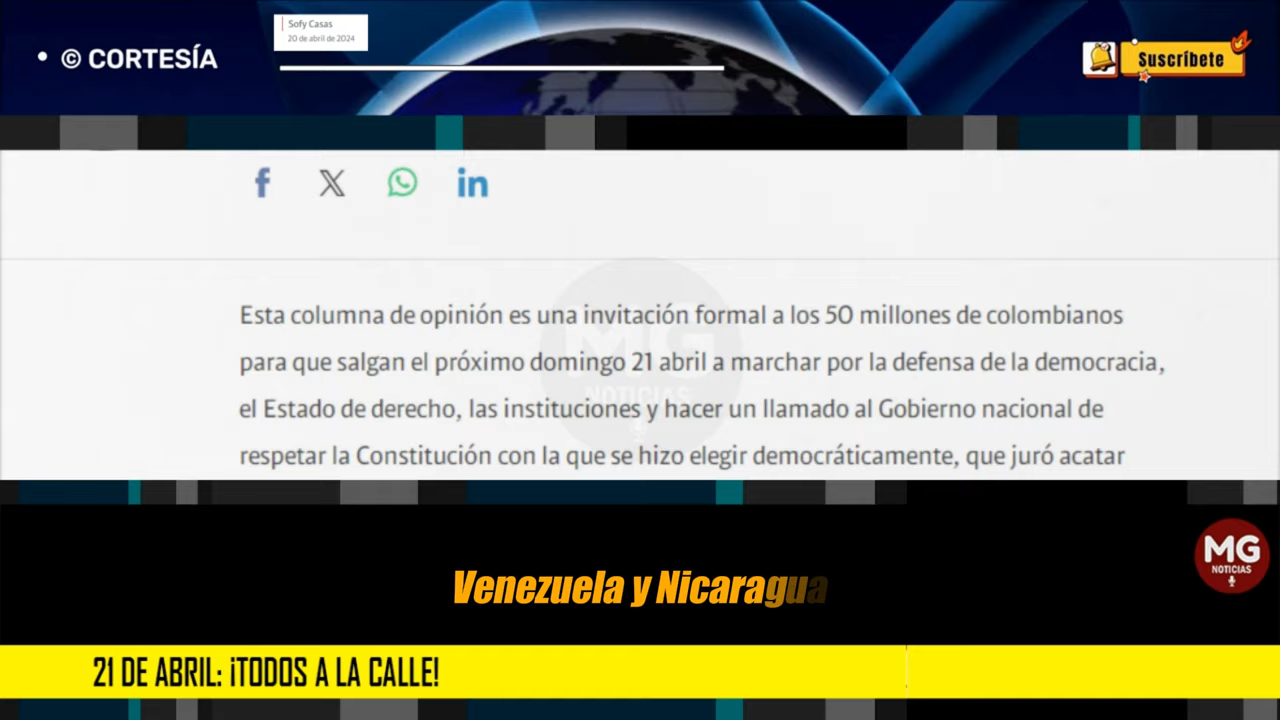 • © CORTESÍA
Sofy Casas
20 de abril de 2024
Suscríbete
f X in
Esta columna de opinión es una invitación formal a los 50 millones de colombianos
para que salgan el próximo domingo 21 abril a marchar por la defensa de la democracia,
el Estado de derecho, las instituciones y hacer un llamado al Gobierno nacional de
respetar la Constitución con la que se hizo elegir democráticamente, que juró acatar
MG
NOTICIAS
Venezuela y Nicaragua
MG
NOTICIAS
21 DE ABRIL: ¡TODOS A LA CALLE!